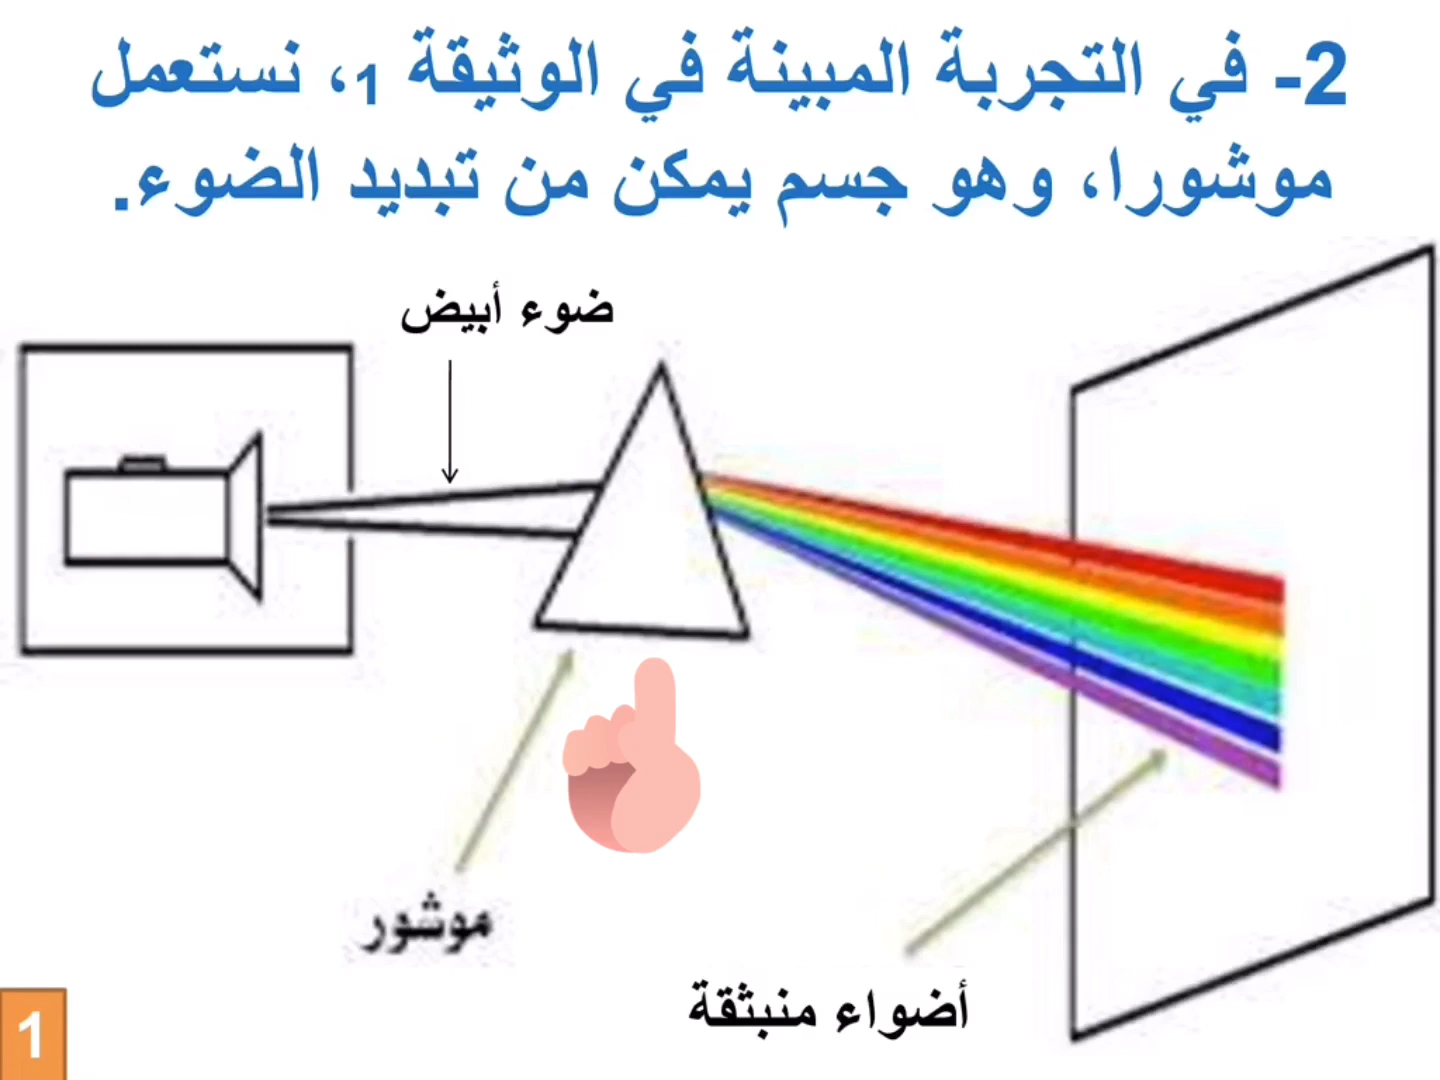 2- في التجربة المبينة في الوثيقة 1، نستعمل
موشورا، وهو جسم يمكن من تبديد الضوء.
ضوء أبيض
موشور
أضواء منبثقة
1